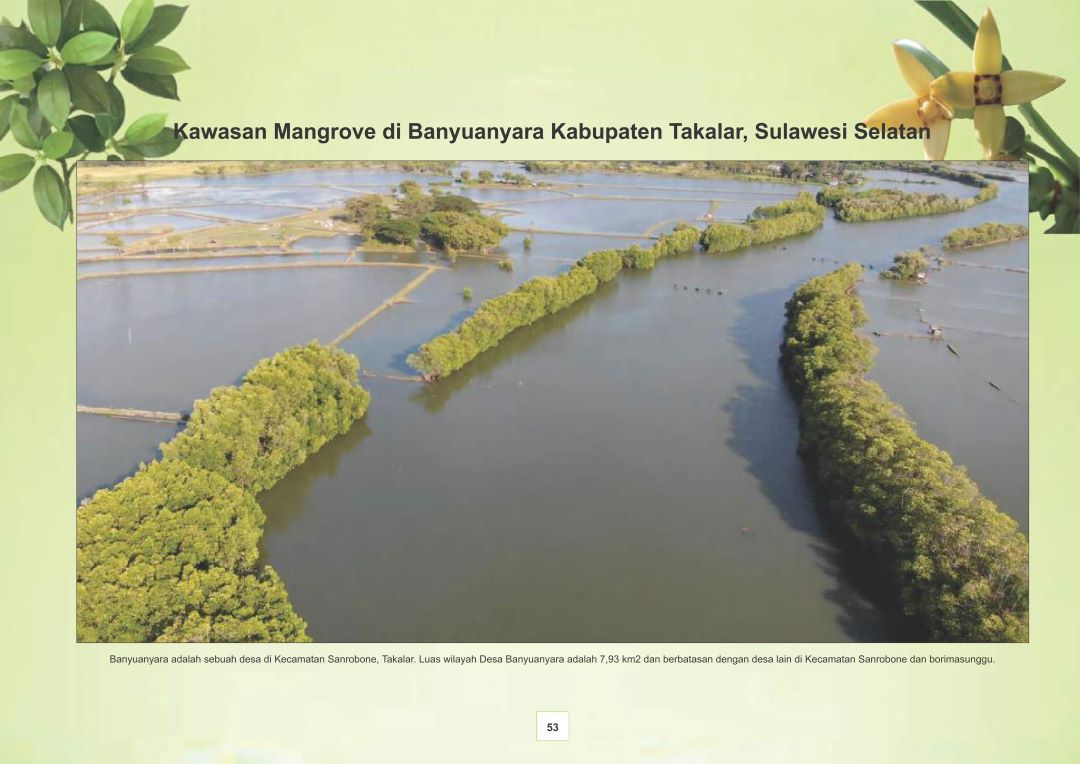 Kawasan Mangrove di Banyuanyara Kabupaten Takalar, Sulawesi Selatan
Banyuanyara adalah sebuah desa di Kecamatan Sanrobone, Takalar. Luas wilayah Desa Banyuanyara adalah 7,93 km2 dan berbatasan dengan desa lain di Kecamatan Sanrobone dan borimasunggu.
53